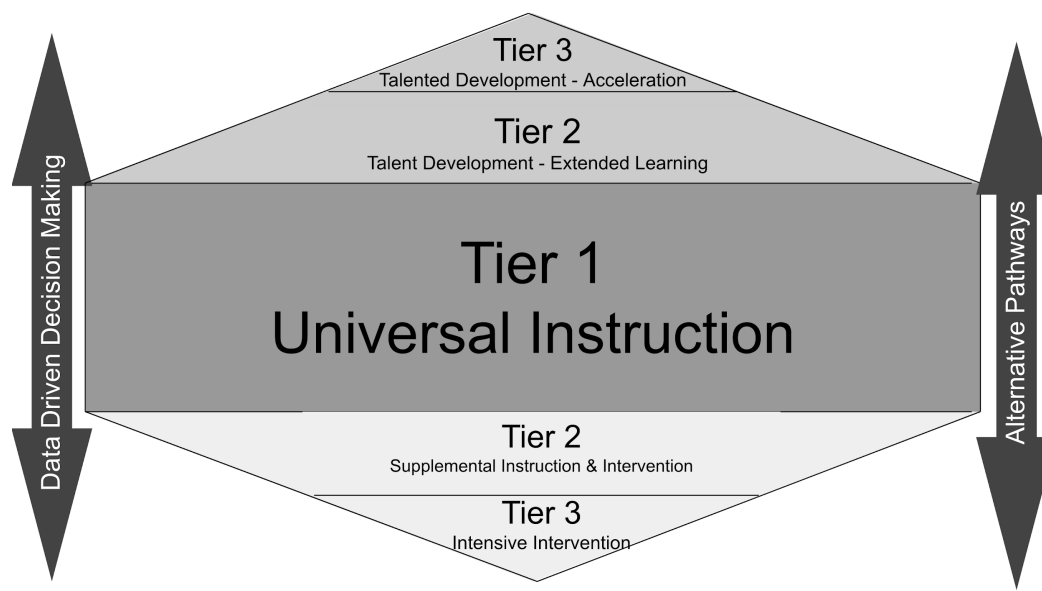 Tier 3
Talented Development - Acceleration
Tier 2
Talent Development - Extended Learning
Data Driven Decision Making
Tier 1
Universal Instruction
Alternative Pathways
Tier 2
Supplemental Instruction & Intervention
Tier 3
Intensive Intervention